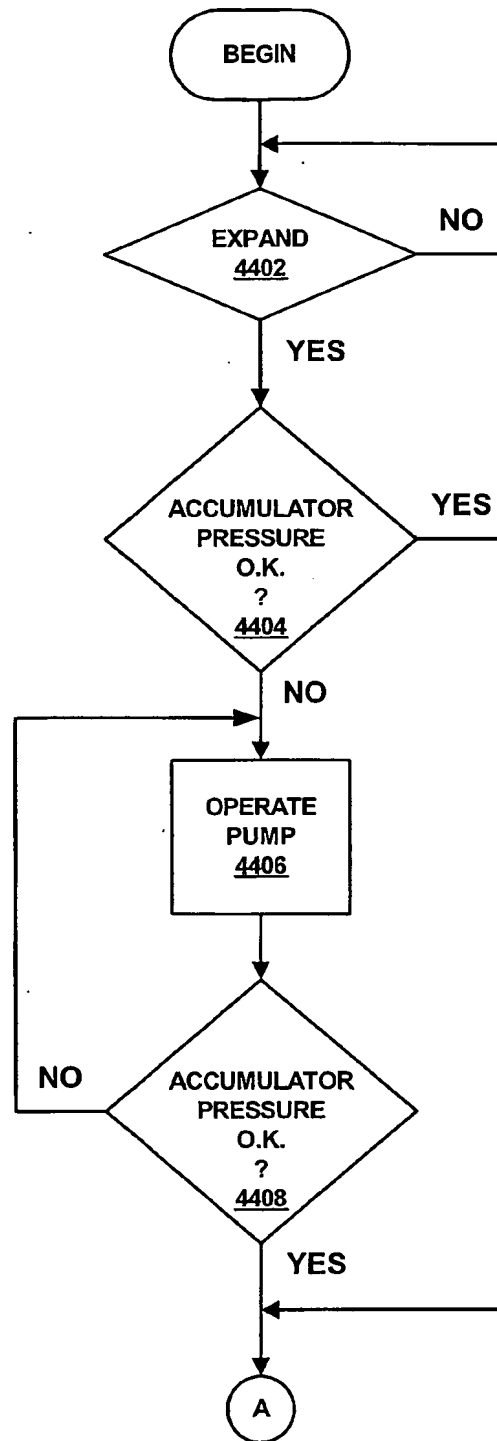 BEGIN
EXPAND
4402
NO
YES
ACCUMULATOR
PRESSURE
O.K.
?
4404
YES
NO
OPERATE
PUMP
4406
ACCUMULATOR
PRESSURE
O.K.
?
4408
NO
YES
A